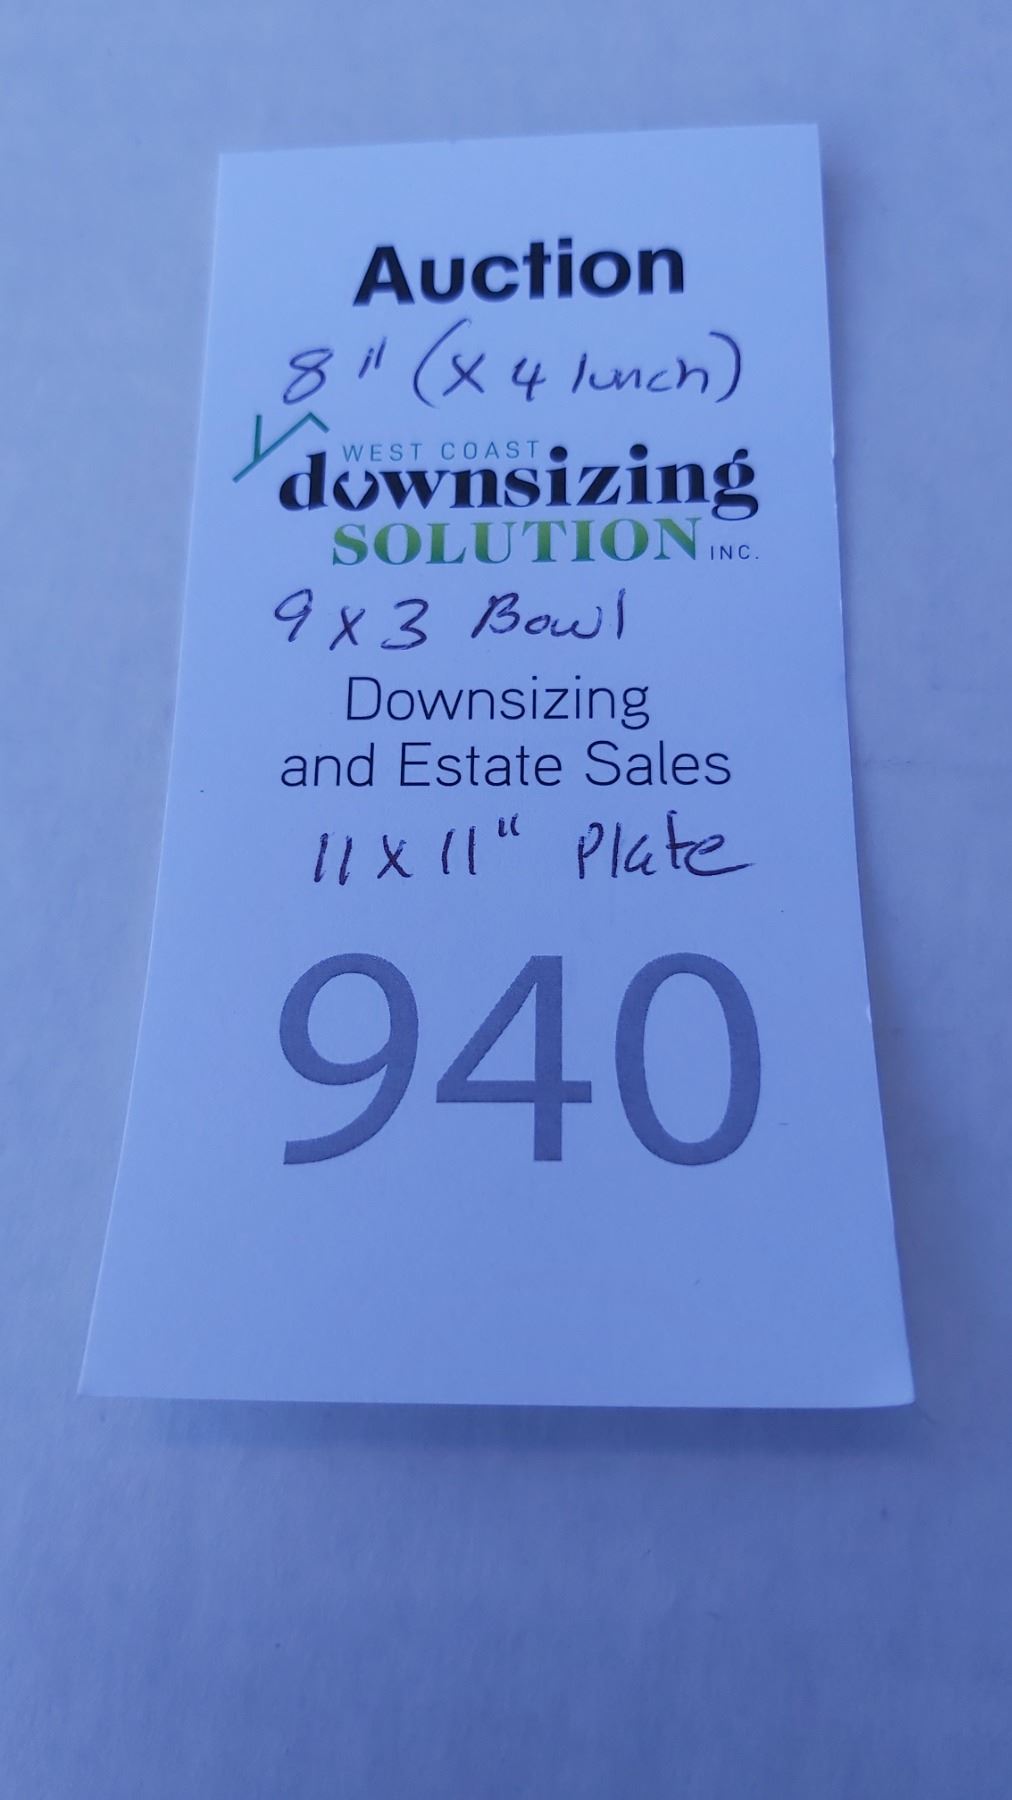 Auction
8" (x 4 lunch)
WEST COAST
downsizing
SOLUTION INC.
9 x 3 Bowl
Downsizing
and Estate Sales
11 x 11" Plate
940